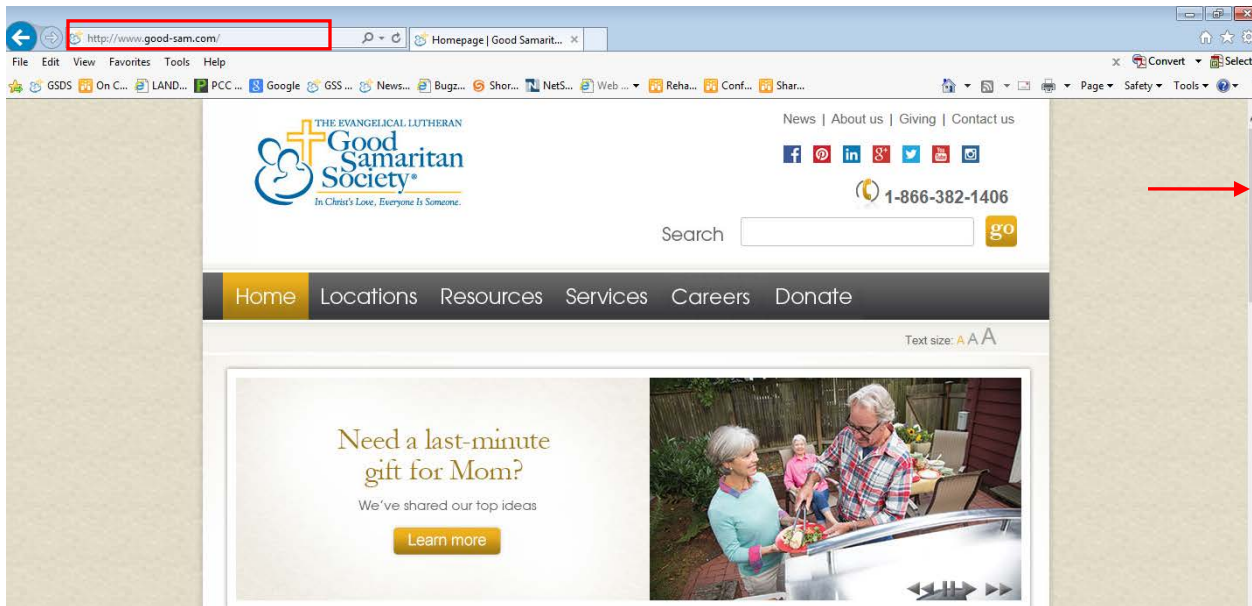 http://www.good-sam.com/
Homepage | Good Samarit...
File Edit View Favorites Tools Help
x Convert Select
GSDS On C... LAND... PCC ... Google GSS ... News... Bugz... Shor... NetS... Web ... Reha... Conf... Shar...
Page Safety Tools
THE EVANGELICAL LUTHERAN
Good
Samaritan
Society®
In Christ's Love, Everyone Is Someone.
News | About us | Giving | Contact us
1-866-382-1406
Search go
Home Locations Resources Services Careers Donate
Text size: A A A
Need a last-minute
gift for Mom?
We've shared our top ideas
Learn more